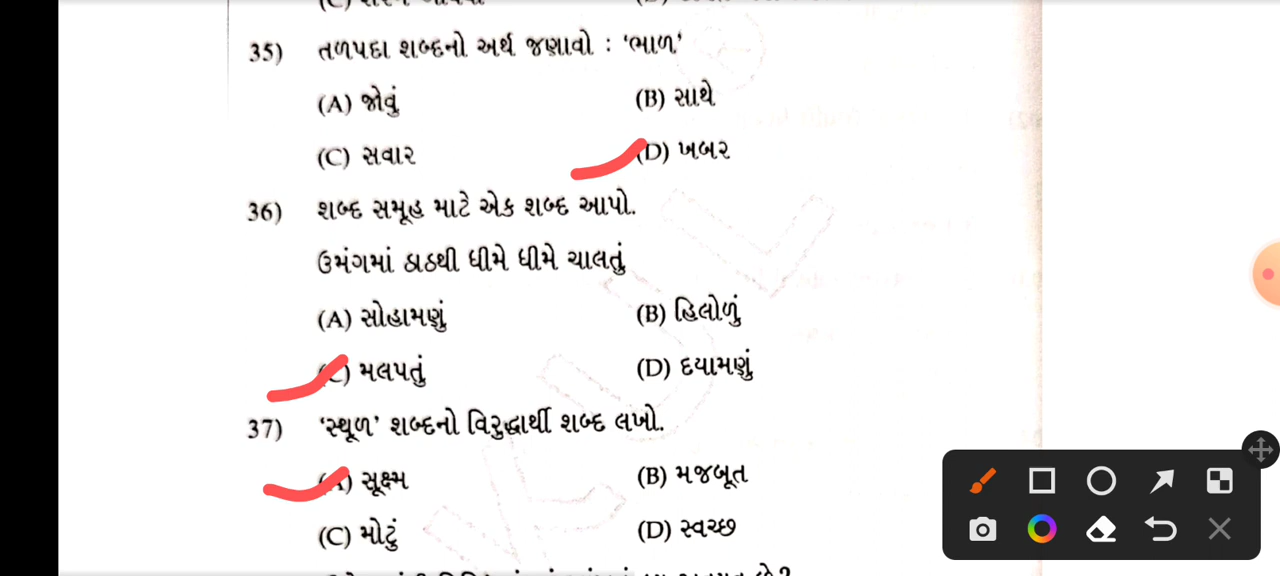 35) તળપદા શબ્દનો અર્થ જણાવો : 'ભાળ'
(A) જોવું (B) સાથે
(C) સવાર (D) ખબર
36) શબ્દ સમૂહ માટે એક શબ્દ આપો.
ઉમંગમાં ઠાઠથી ધીમે ધીમે ચાલતું
(A) સોહામણું (B) હિલોળું
(C) મલપતું (D) દયામણું
37) 'સ્થૂળ' શબ્દનો વિરુદ્ધાર્થી શબ્દ લખો.
(A) સૂક્ષ્મ (B) મજબૂત
(C) મોટું (D) સ્વચ્છ